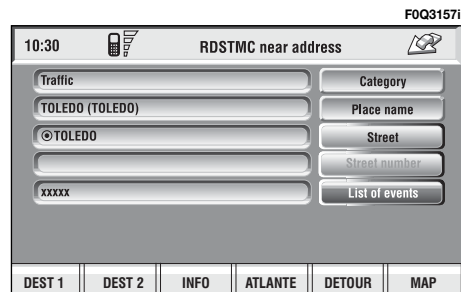 F0Q3157i
10:30 RDSTMC near address
Traffic Category
TOLEDO (TOLEDO) Place name
TOLEDO Street
Street number
xxxxx List of events
DEST 1 DEST 2 INFO ATLANTE DETOUR MAP